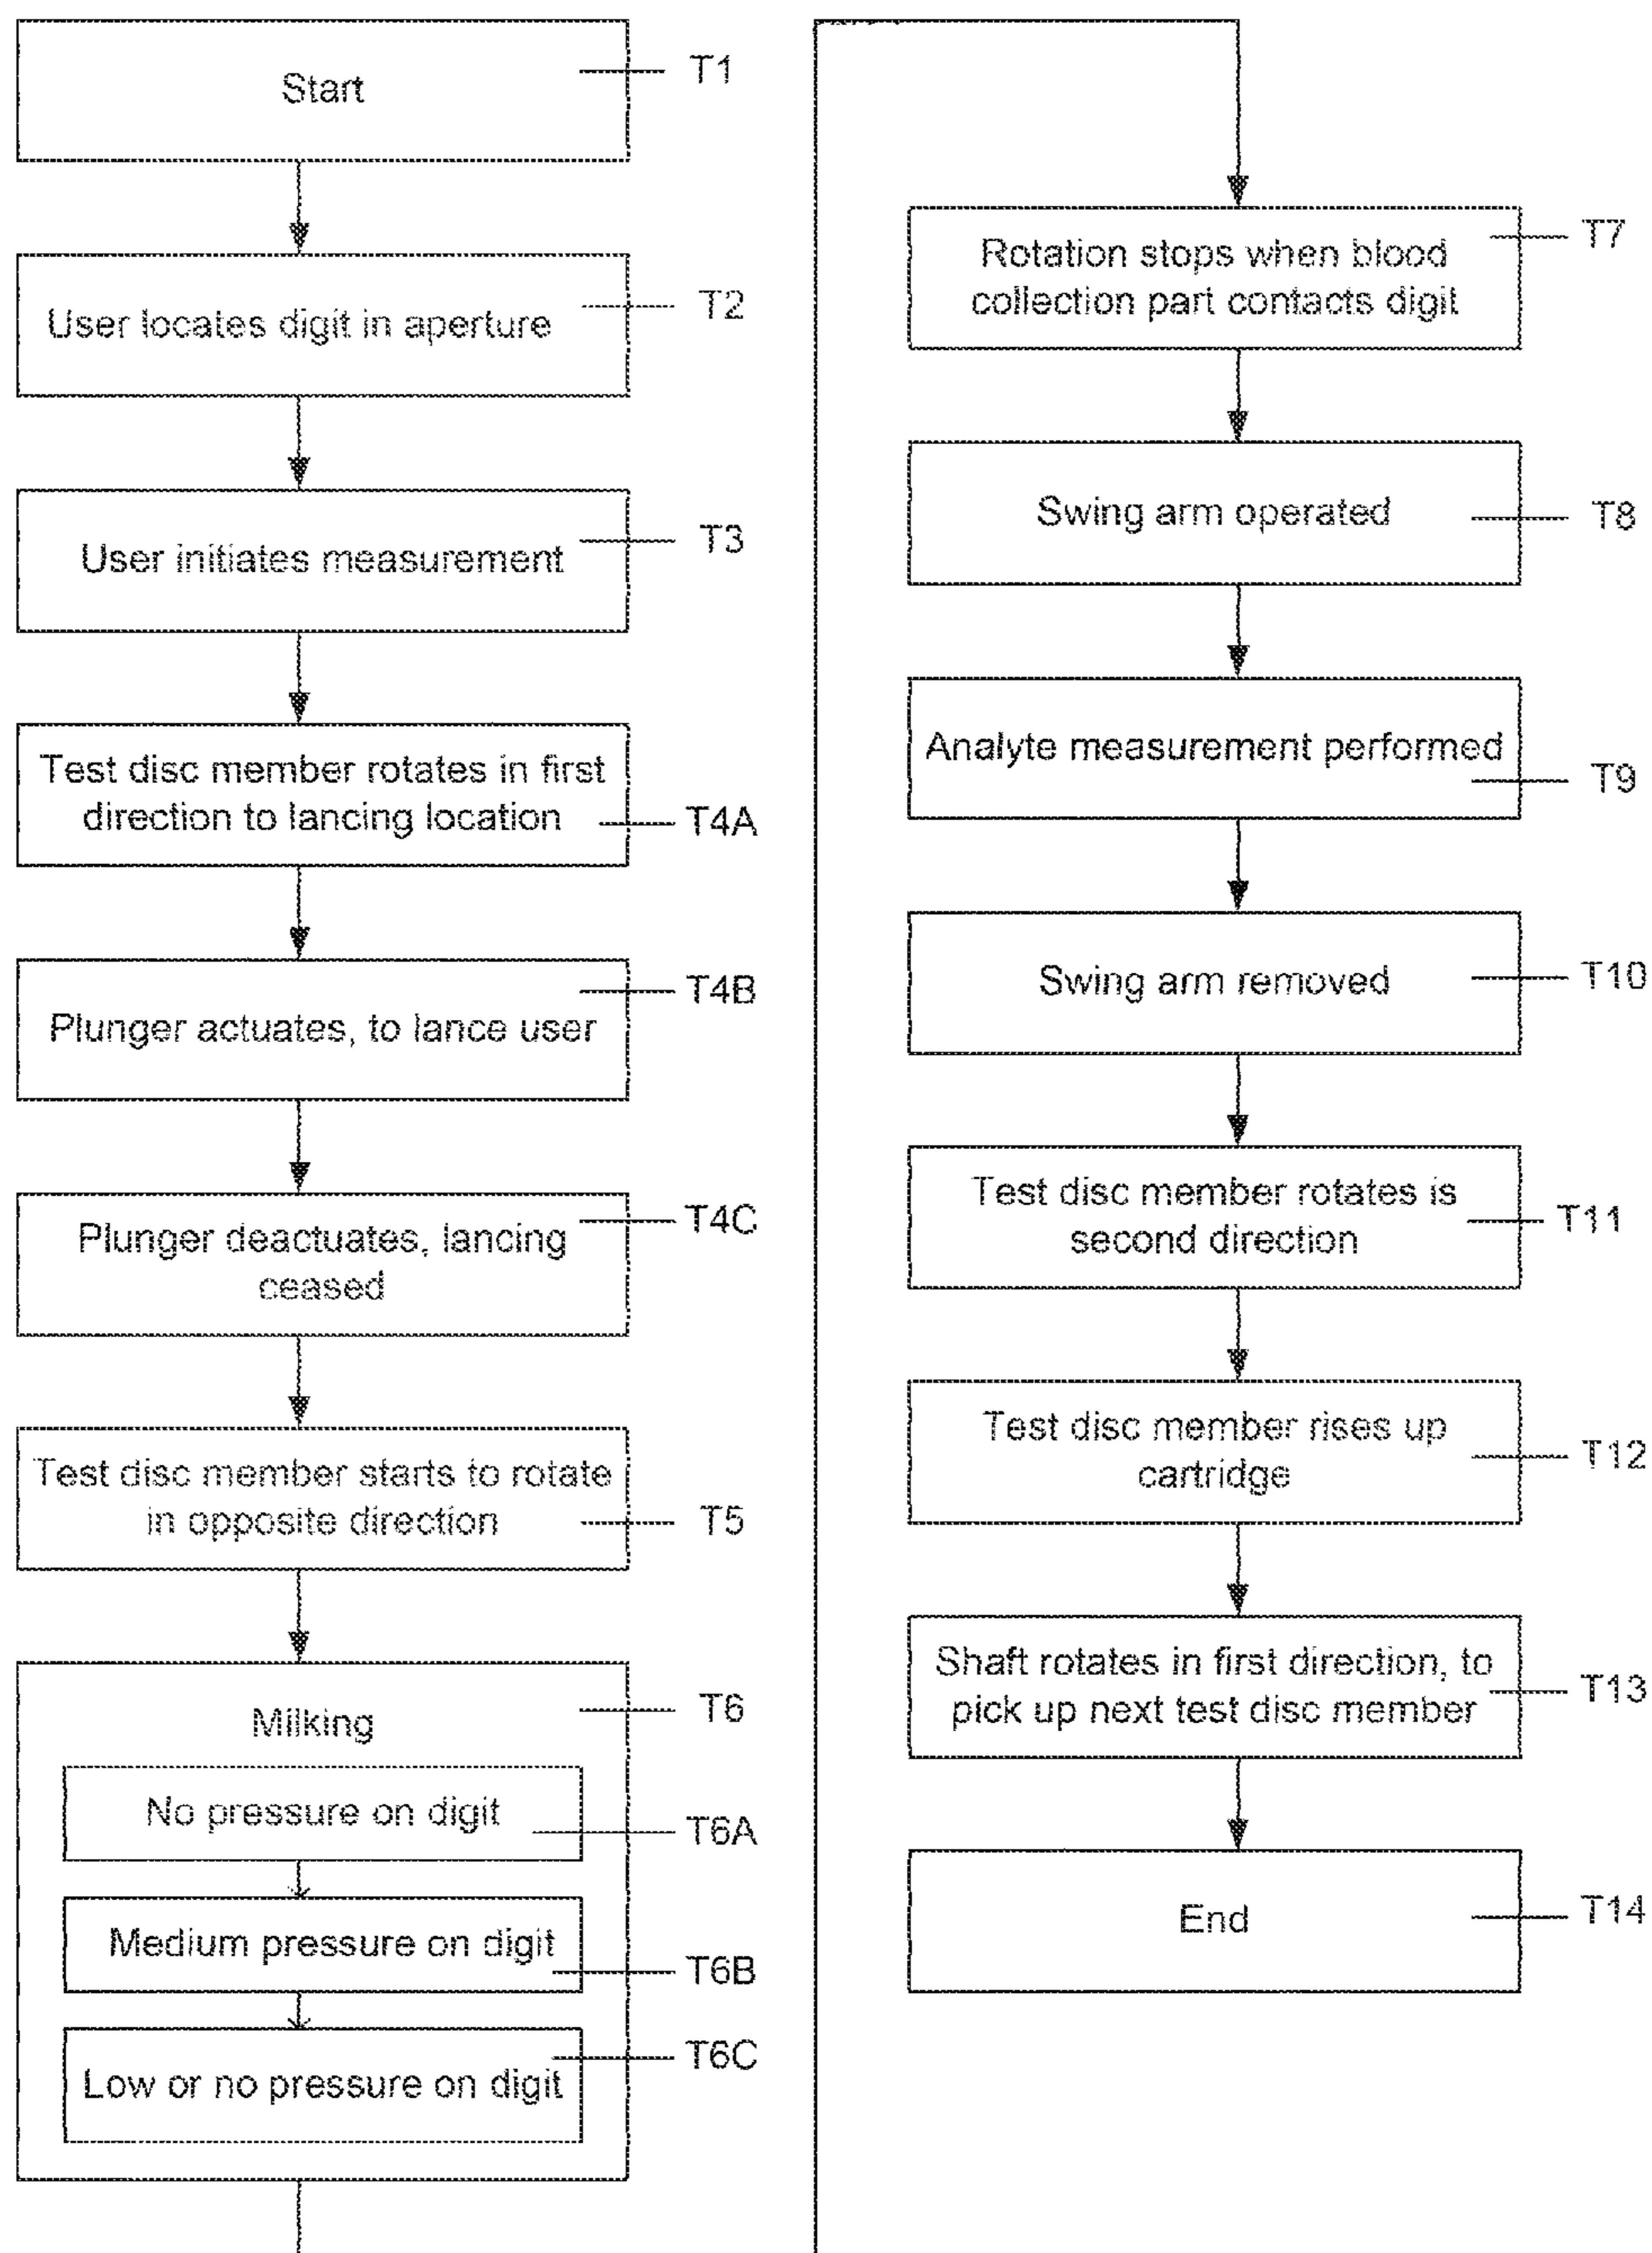 Start
T1
User locates digit in aperture
T2
User initiates measurement
T3
Test disc member rotates in first
direction to lancing location
T4A
Plunger actuates, to lance user
T4B
Plunger deactuates, lancing
ceased
T4C
Test disc member starts to rotate
in opposite direction
T5
Milking
T6
No pressure on digit
T6A
Medium pressure on digit
T6B
Low or no pressure on digit
T6C
Rotation stops when blood
collection part contacts digit
T7
Swing arm operated
T8
Analyte measurement performed
T9
Swing arm removed
T10
Test disc member rotates is
second direction
T11
Test disc member rises up
cartridge
T12
Shaft rotates in first direction, to
pick up next test disc member
T13
End
T14